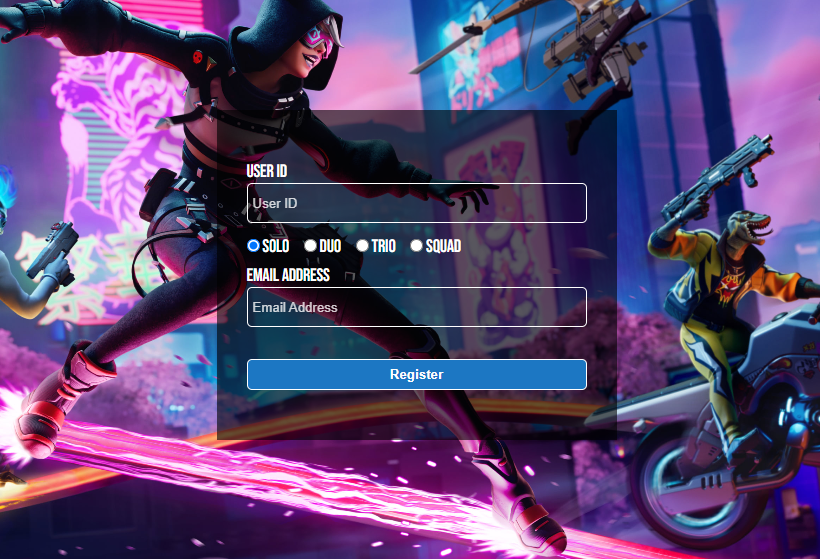 USER ID
User ID
SOLO DUO TRIO SQUAD
EMAIL ADDRESS
Email Address
Register